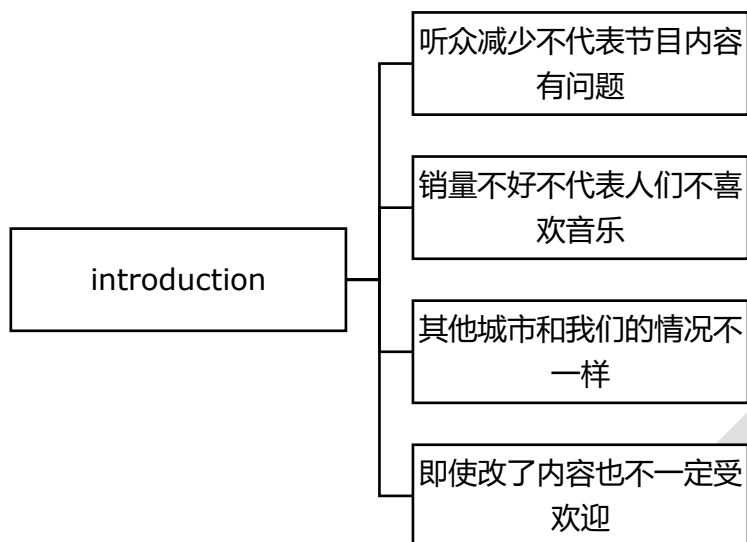 听众减少不代表节目内容
有问题
销量不好不代表人们不喜
欢音乐
introduction
其他城市和我们的情况不
一样
即使改了内容也不一定受
欢迎